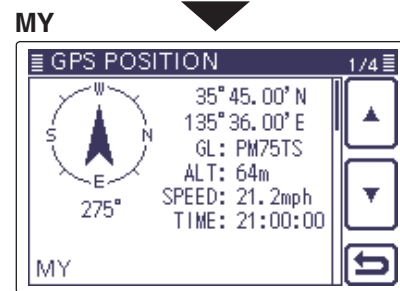 MY
GPS POSITION 1/4
W
S N
E
275°
35°45.00'N
135°36.00'E
GL: PM75TS
ALT: 64m
SPEED: 21.2mph
TIME: 21:00:00
MY